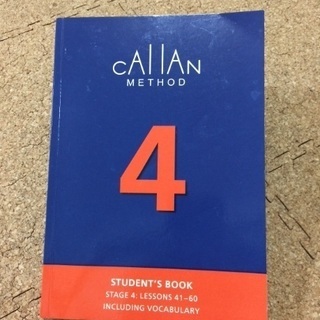 cAllAN
METHOD
4
STUDENT'S BOOK
STAGE 4: LESSONS 41–60
INCLUDING VOCABULARY